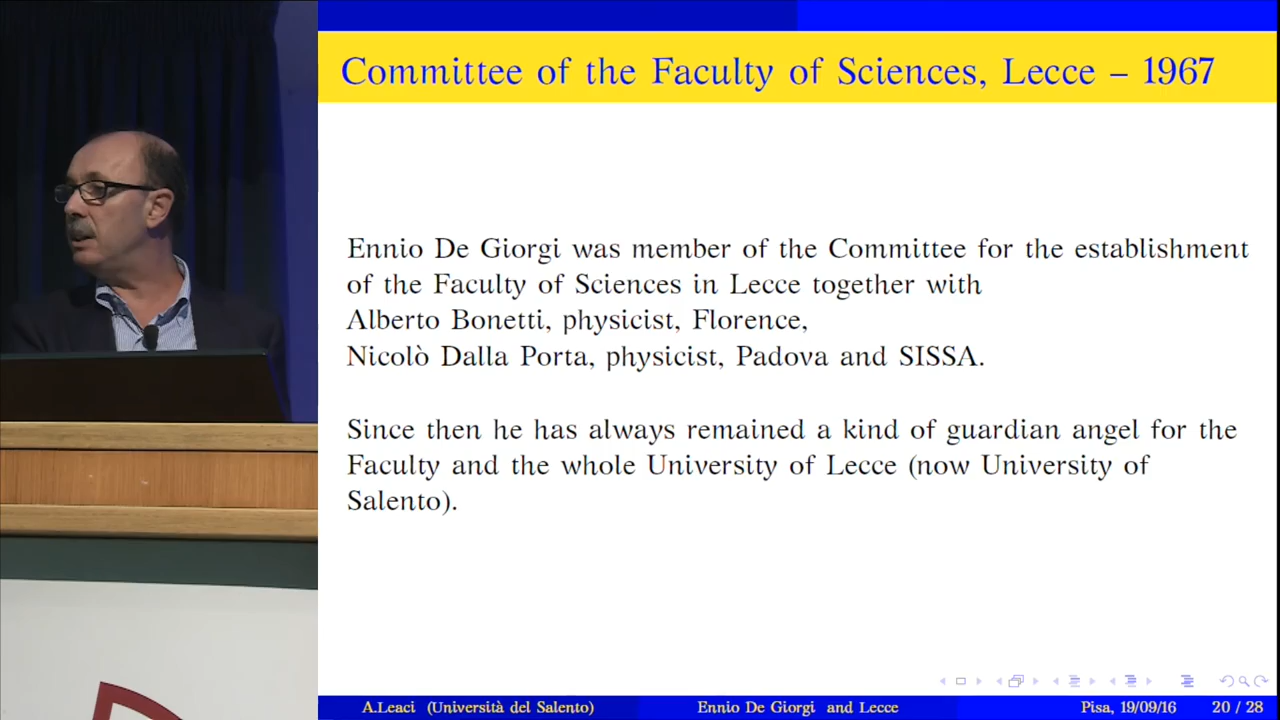 Committee of the Faculty of Sciences, Lecce – 1967
Ennio De Giorgi was member of the Committee for the establishment
of the Faculty of Sciences in Lecce together with
Alberto Bonetti, physicist, Florence,
Nicolò Dalla Porta, physicist, Padova and SISSA.
Since then he has always remained a kind of guardian angel for the
Faculty and the whole University of Lecce (now University of
Salento).
A.Leaci (Università del Salento)
Ennio De Giorgi and Lecce
Pisa, 19/09/16
20 / 28